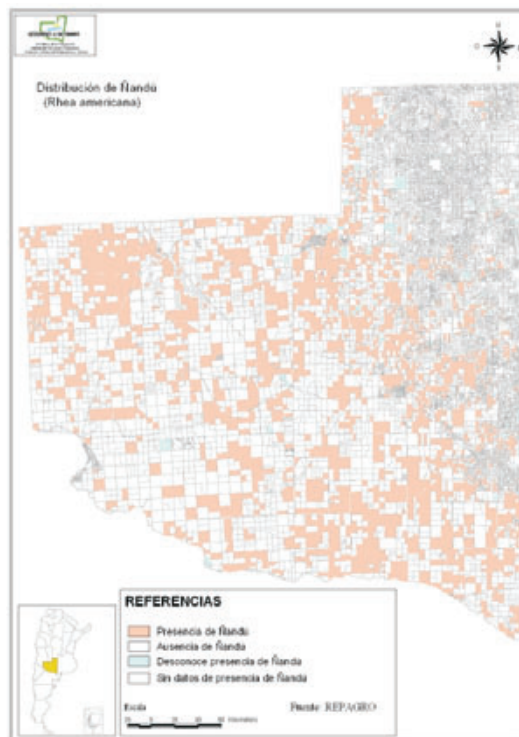 N
O
S
Distribución de Ñandú
(Rhea americana)
REFERENCIAS
Presencia de Ñandú
Ausencia de Ñandú
Desconoce presencia de Ñandú
Sin datos de presencia de Ñandú
Escala
Fuente REPAGRO